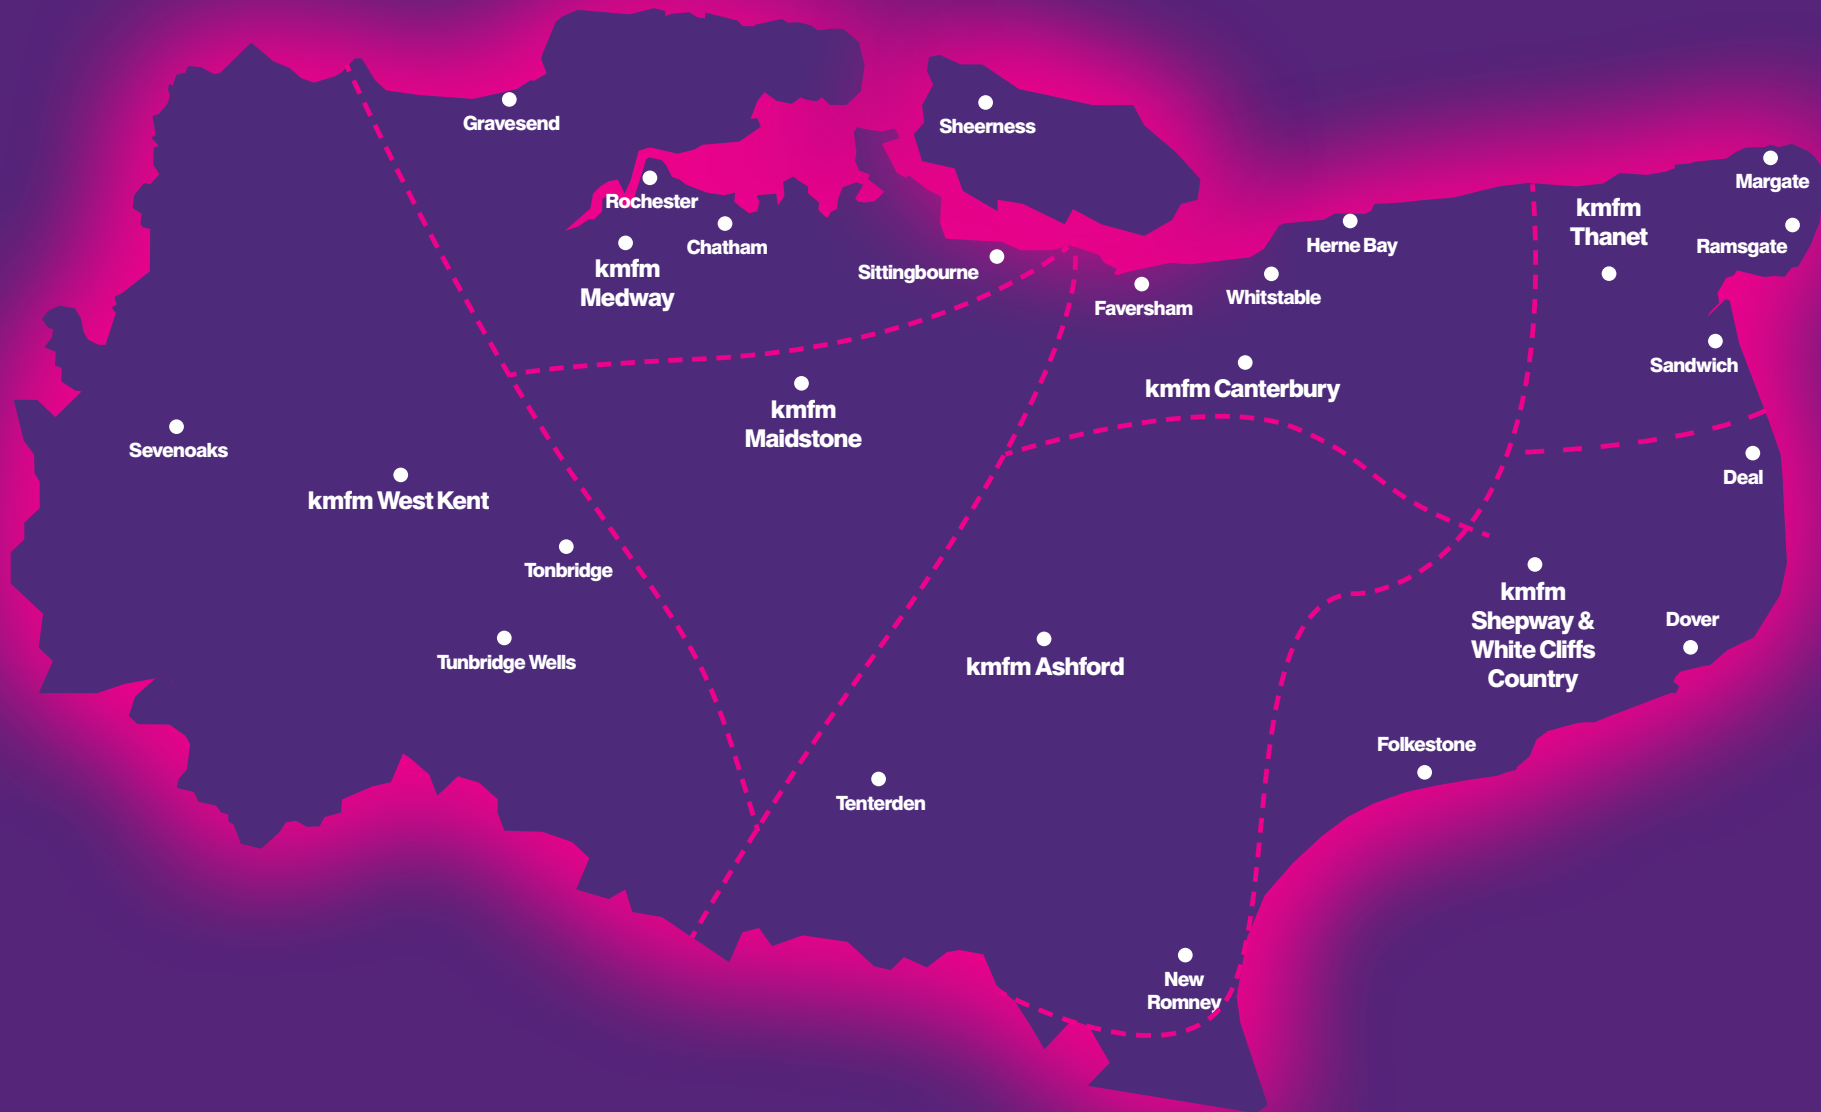 Gravesend
Sheerness
Margate
Rochester
kmfm
Thanet
Chatham
Herne Bay
Ramsgate
kmfm
Medway
Sittingbourne
Faversham
Whitstable
Sandwich
kmfm Canterbury
kmfm
Maidstone
Sevenoaks
Deal
kmfm West Kent
Tonbridge
kmfm
Shepway &
White Cliffs
Country
Dover
Tunbridge Wells
kmfm Ashford
Folkestone
Tenterden
New
Romney